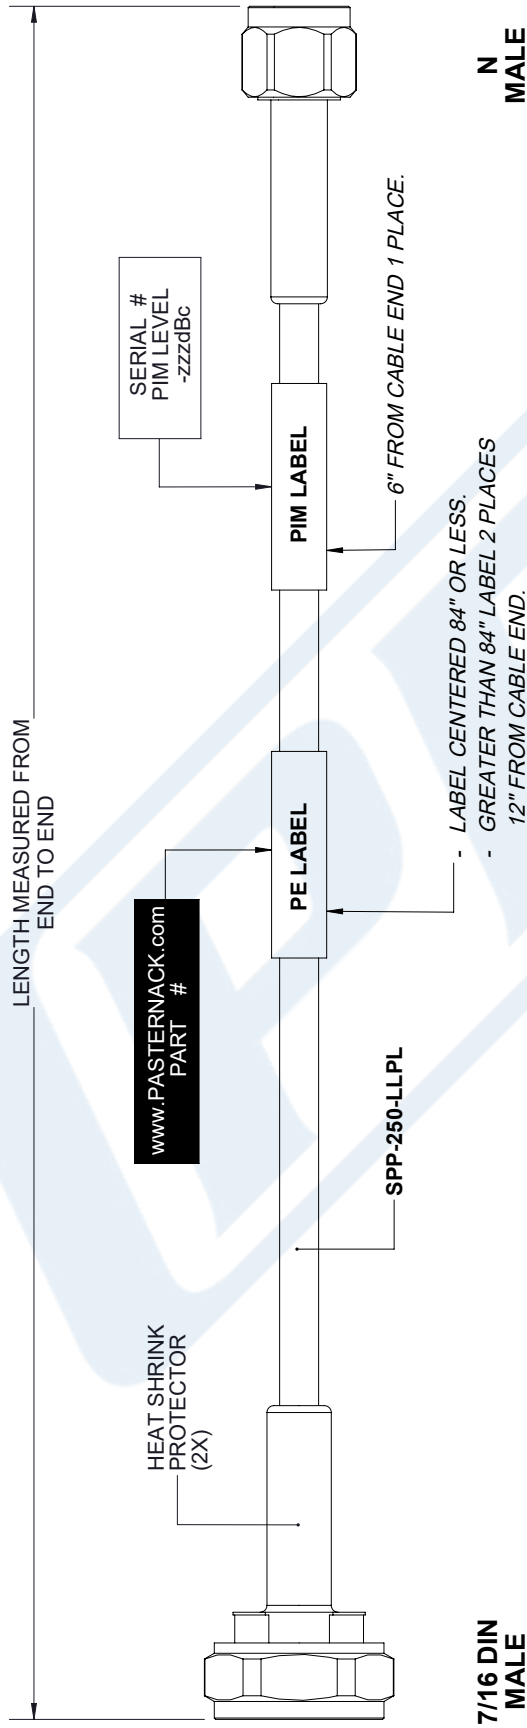 LENGTH MEASURED FROM
END TO END
HEAT SHRINK
PROTECTOR
(2X)
www.PASTERNACK.com
PART #
SERIAL #
PIM LEVEL
-zzzdBc
PE LABEL
PIM LABEL
SPP-250-LLPL
6" FROM CABLE END 1 PLACE.
- LABEL CENTERED 84" OR LESS.
- GREATER THAN 84" LABEL 2 PLACES
12" FROM CABLE END.
7/16 DIN
MALE
N
MALE